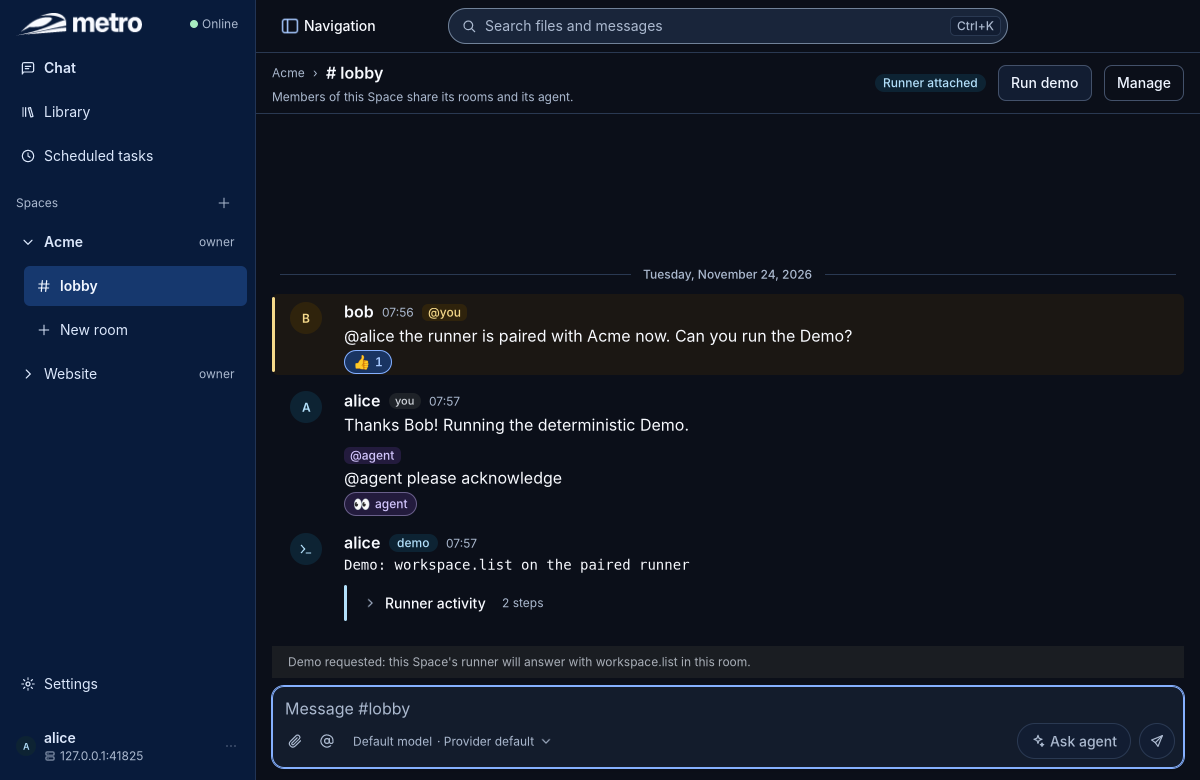 metro
Online
Chat
Library
Scheduled tasks
Spaces
Acme owner
# lobby
New room
Website owner
Settings
A alice
127.0.0.1:41825
Navigation
Search files and messages Ctrl+K
Acme › # lobby
Members of this Space share its rooms and its agent.
Runner attached
Run demo
Manage
Tuesday, November 24, 2026
B bob 07:56 @you
@alice the runner is paired with Acme now. Can you run the Demo?
👍 1
A alice you 07:57
Thanks Bob! Running the deterministic Demo.
@agent
@agent please acknowledge
👀 agent
alice demo 07:57
Demo: workspace.list on the paired runner
Runner activity 2 steps
Demo requested: this Space's runner will answer with workspace.list in this room.
Message #lobby
Default model · Provider default
Ask agent